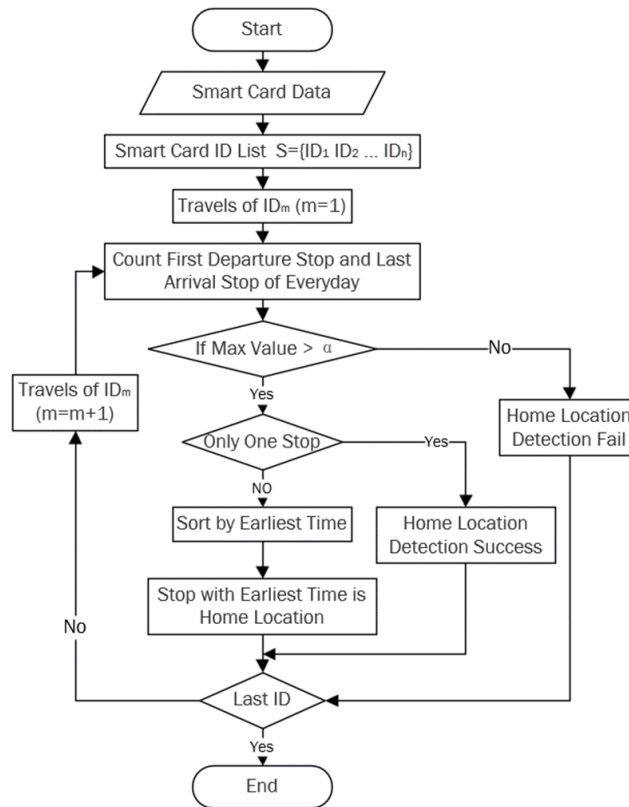 Start
Smart Card Data
Smart Card ID List S={ID₁ ID₂ ... IDₙ}
Travels of IDₘ (m=1)
Count First Departure Stop and Last
Arrival Stop of Everyday
If Max Value > α
No
Yes
Travels of IDₘ
(m=m+1)
Home Location
Detection Fail
Only One Stop
Yes
NO
Sort by Earliest Time
Home Location
Detection Success
Stop with Earliest Time is
Home Location
No
Last ID
Yes
End